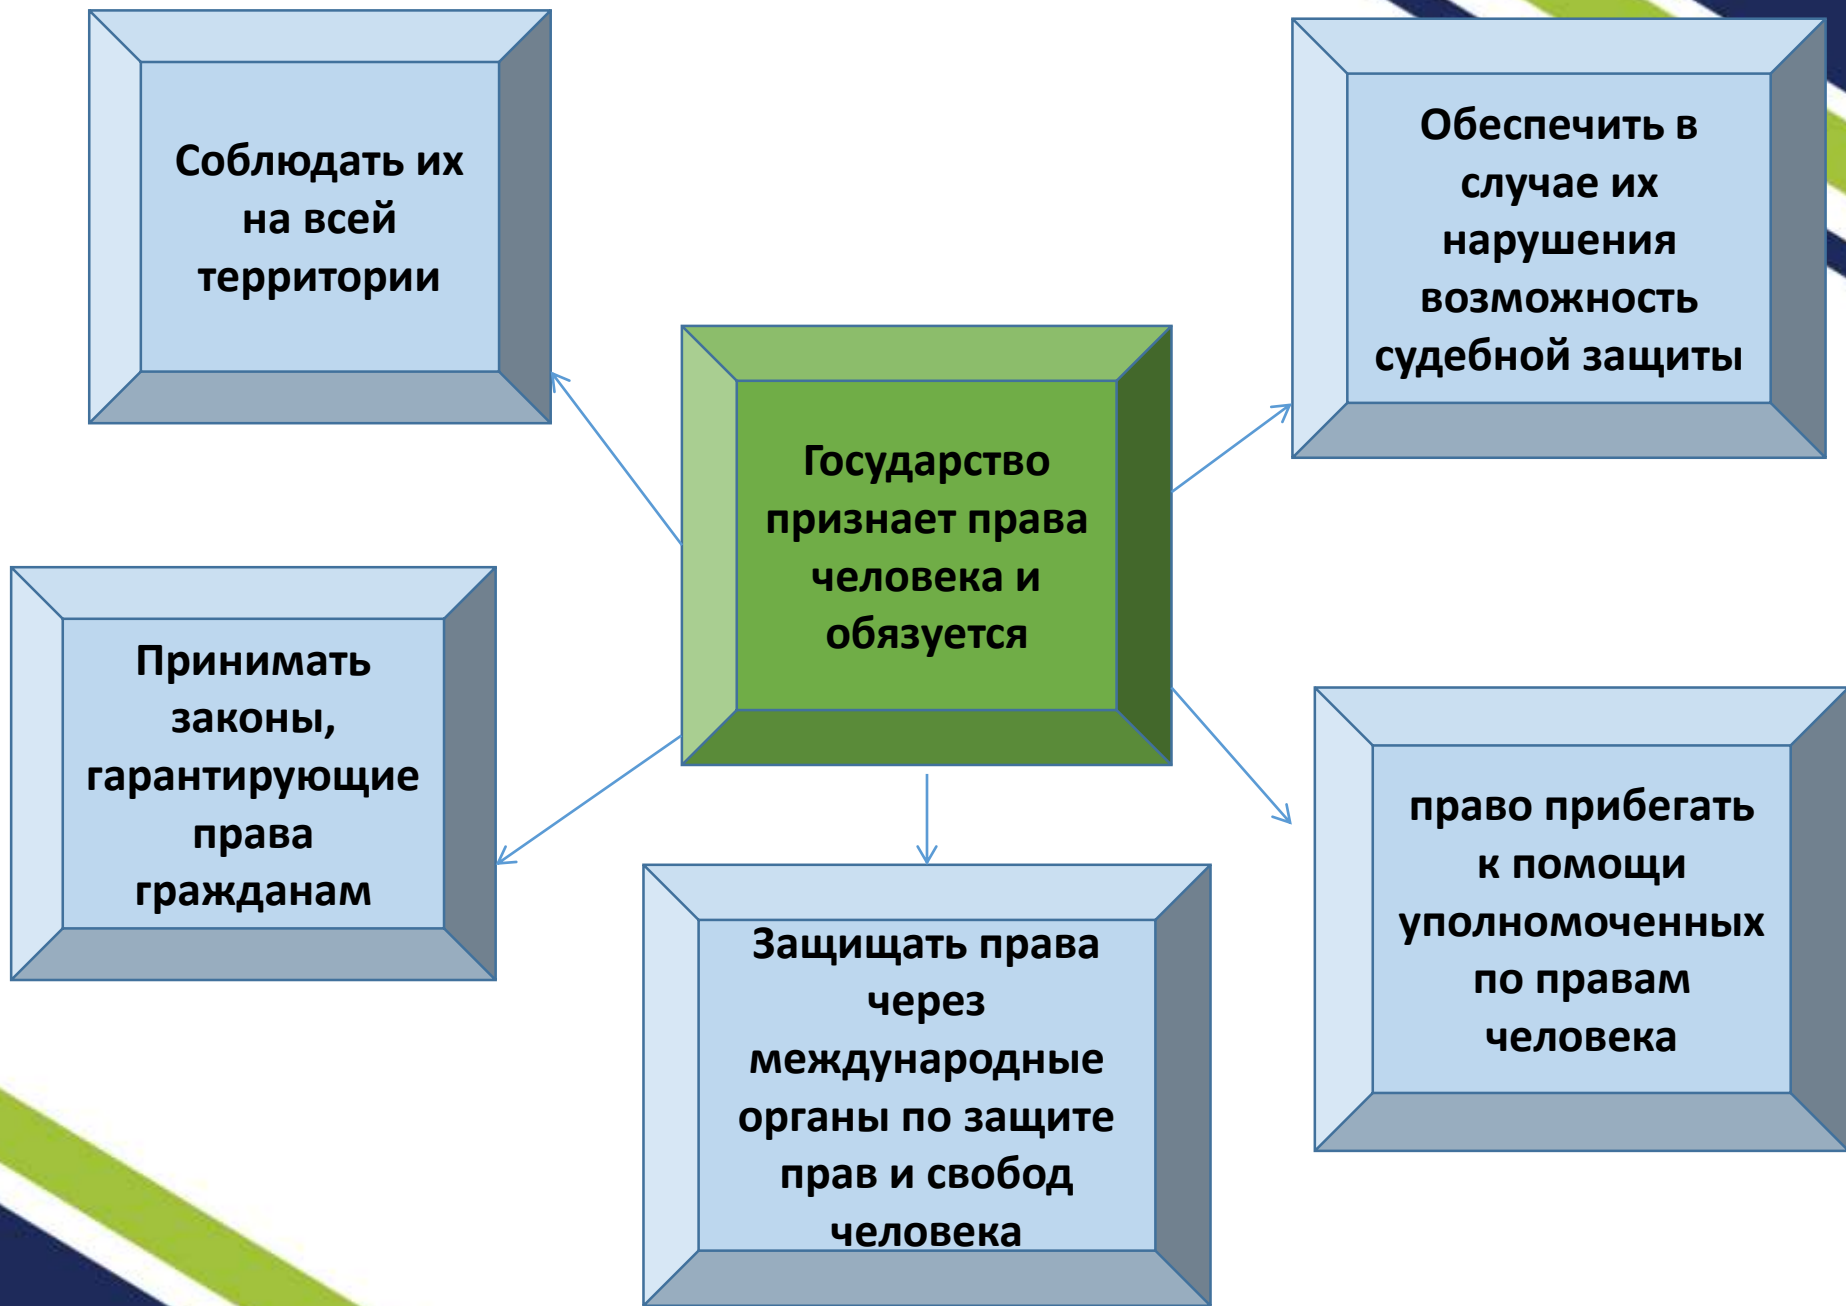 Соблюдать их
на всей
территории
Обеспечить в
случае их
нарушения
возможность
судебной защиты
Государство
признает права
человека и
обязуется
Принимать
законы,
гарантирующие
права
гражданам
Защищать права
через
международные
органы по защите
прав и свобод
человека
право прибегать
к помощи
уполномоченных
по правам
человека